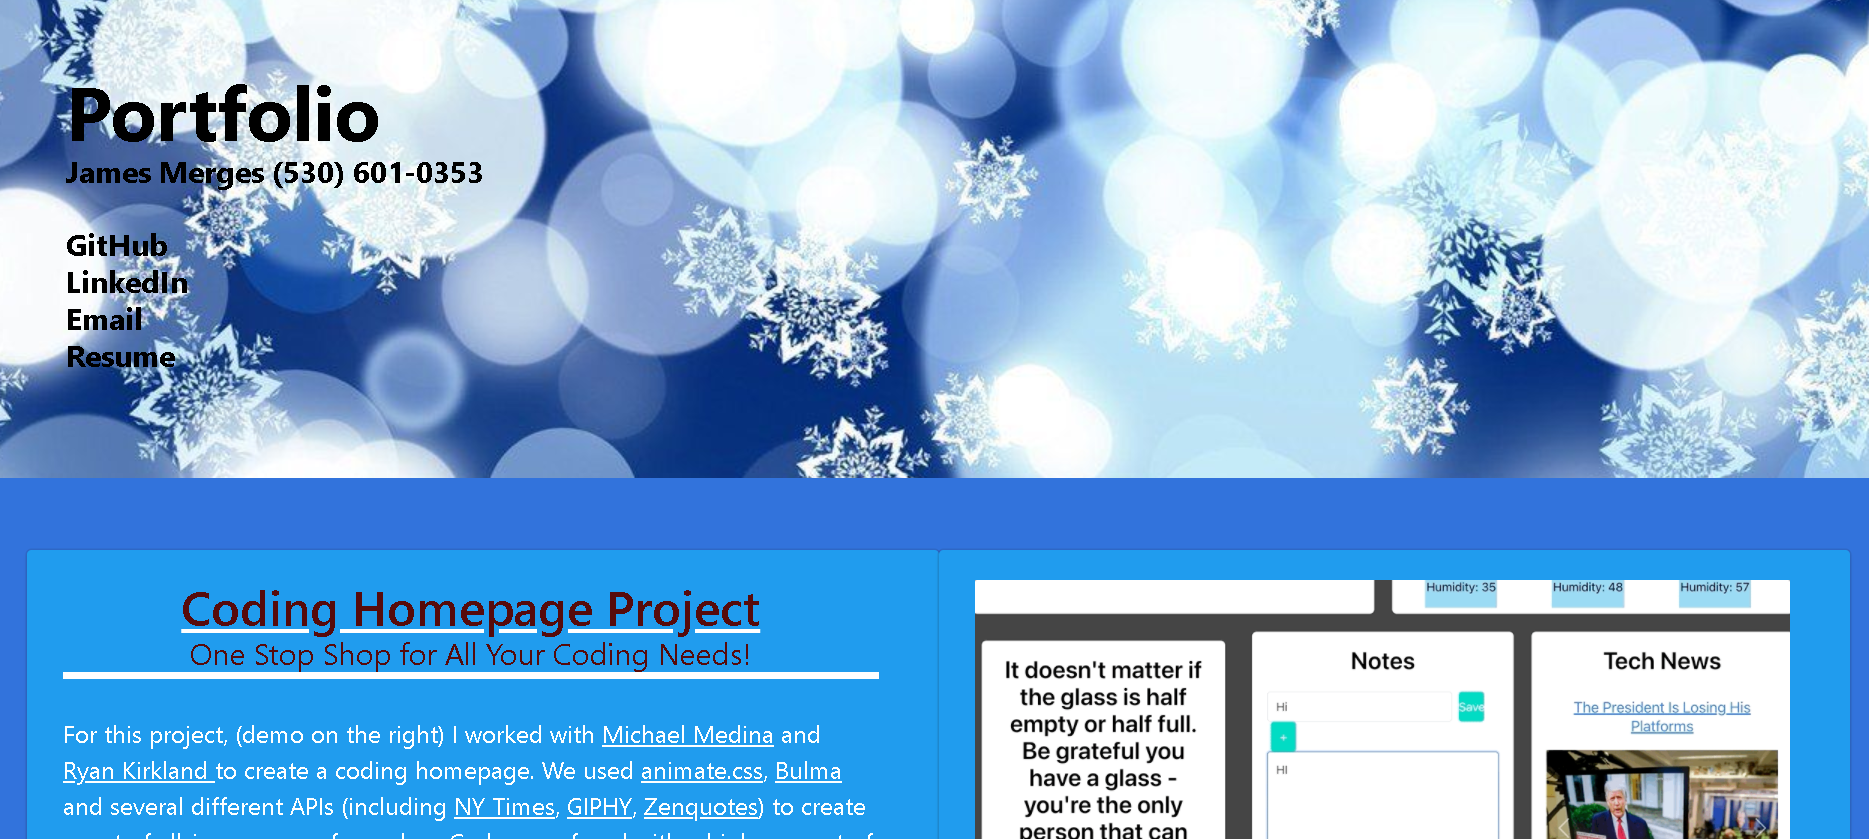 Portfolio
James Merges (530) 601-0353
GitHub
LinkedIn
Email
Resume
Coding Homepage Project
One Stop Shop for All Your Coding Needs!
For this project, (demo on the right) I worked with Michael Medina and
Ryan Kirkland to create a coding homepage. We used animate.css, Bulma
and several different APIs (including NY Times, GIPHY, Zenquotes) to create
Humidity: 35
Humidity: 48
Humidity: 57
It doesn't matter if
the glass is half
empty or half full.
Be grateful you
have a glass -
you're the only
person that can
Notes
Hi
Save
+
HI
Tech News
The President Is Losing His
Platforms